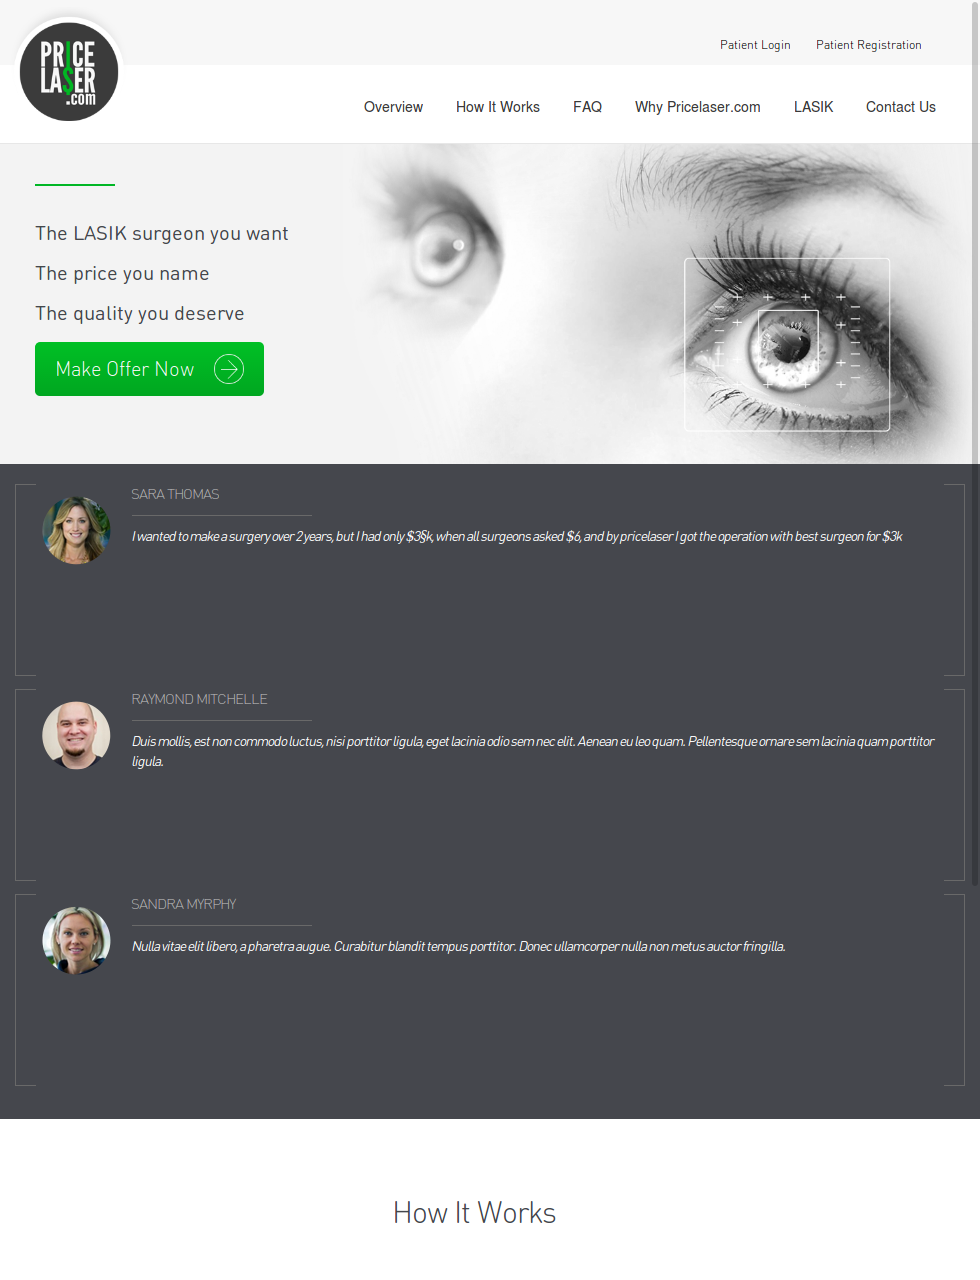 PRICE
LA$ER
.com
Patient Login
Patient Registration
Overview
How It Works
FAQ
Why Pricelaser.com
LASIK
Contact Us
The LASIK surgeon you want
The price you name
The quality you deserve
Make Offer Now
SARA THOMAS
I wanted to make a surgery over 2 years, but I had only $3§k, when all surgeons asked $6, and by pricelaser I got the operation with best surgeon for $3k
RAYMOND MITCHELLE
Duis mollis, est non commodo luctus, nisi porttitor ligula, eget lacinia odio sem nec elit. Aenean eu leo quam. Pellentesque ornare sem lacinia quam porttitor
ligula.
SANDRA MYRPHY
Nulla vitae elit libero, a pharetra augue. Curabitur blandit tempus porttitor. Donec ullamcorper nulla non metus auctor fringilla.
How It Works